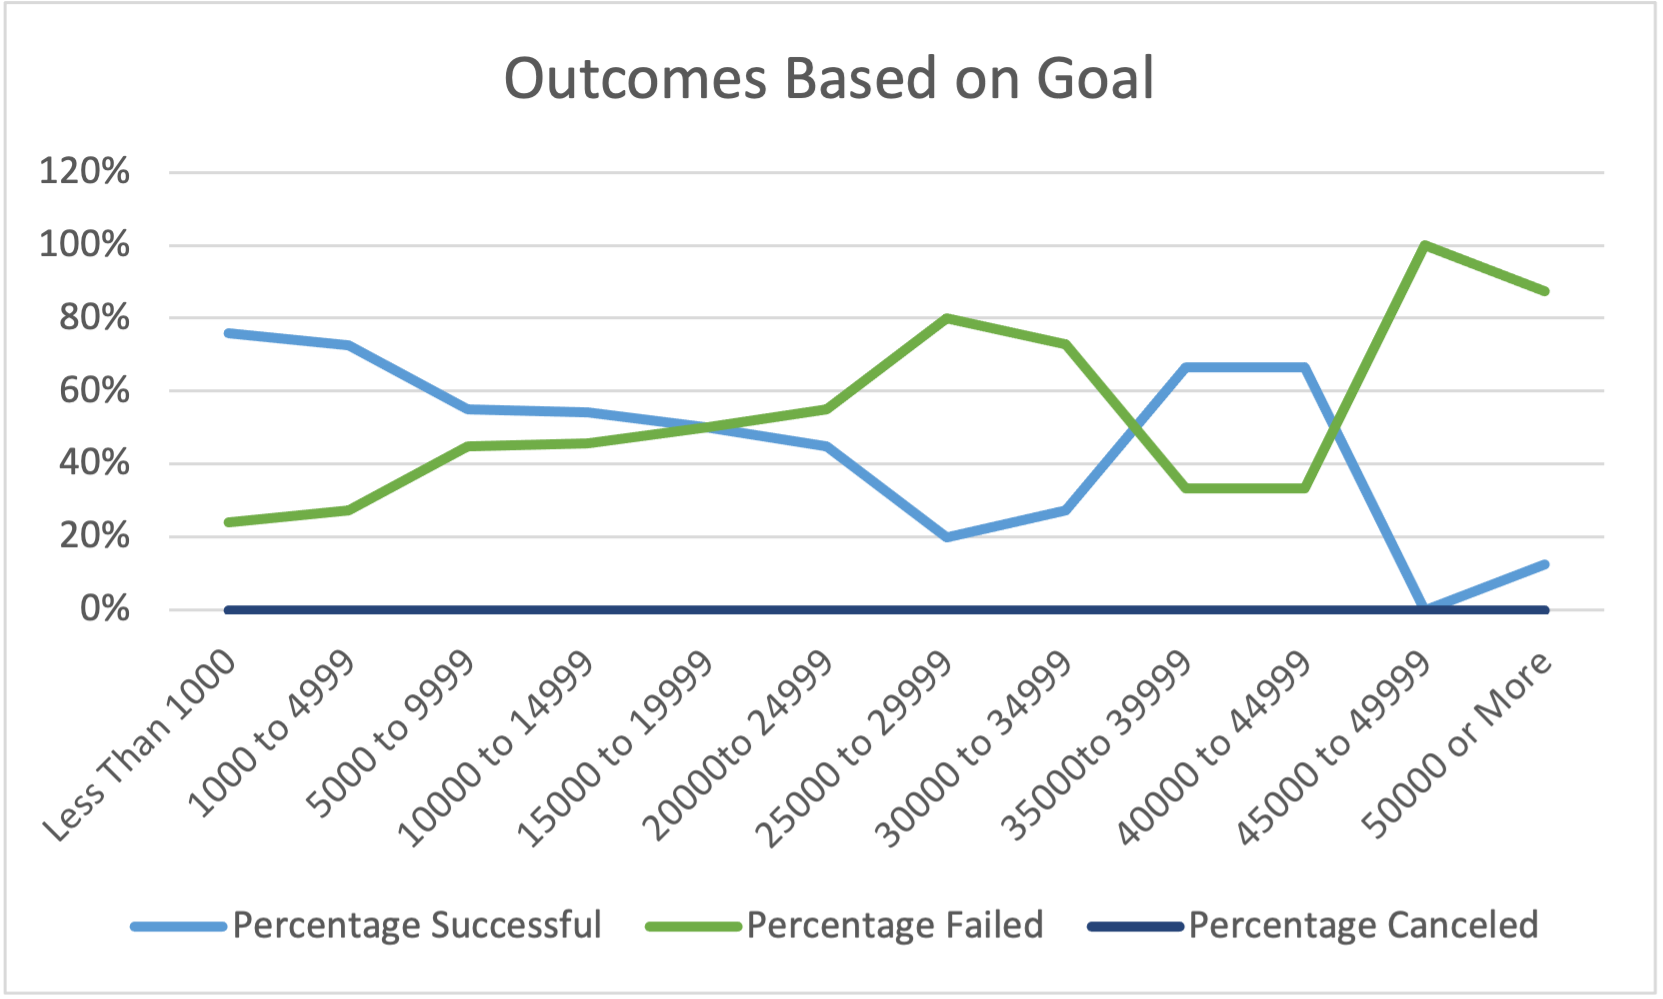 Outcomes Based on Goal
120%
100%
80%
60%
40%
20%
0%
Less Than 1000
1000 to 4999
5000 to 9999
10000 to 14999
15000 to 19999
20000to 24999
25000 to 29999
30000 to 34999
35000to 39999
40000 to 44999
45000 to 49999
50000 or More
Percentage Successful
Percentage Failed
Percentage Canceled